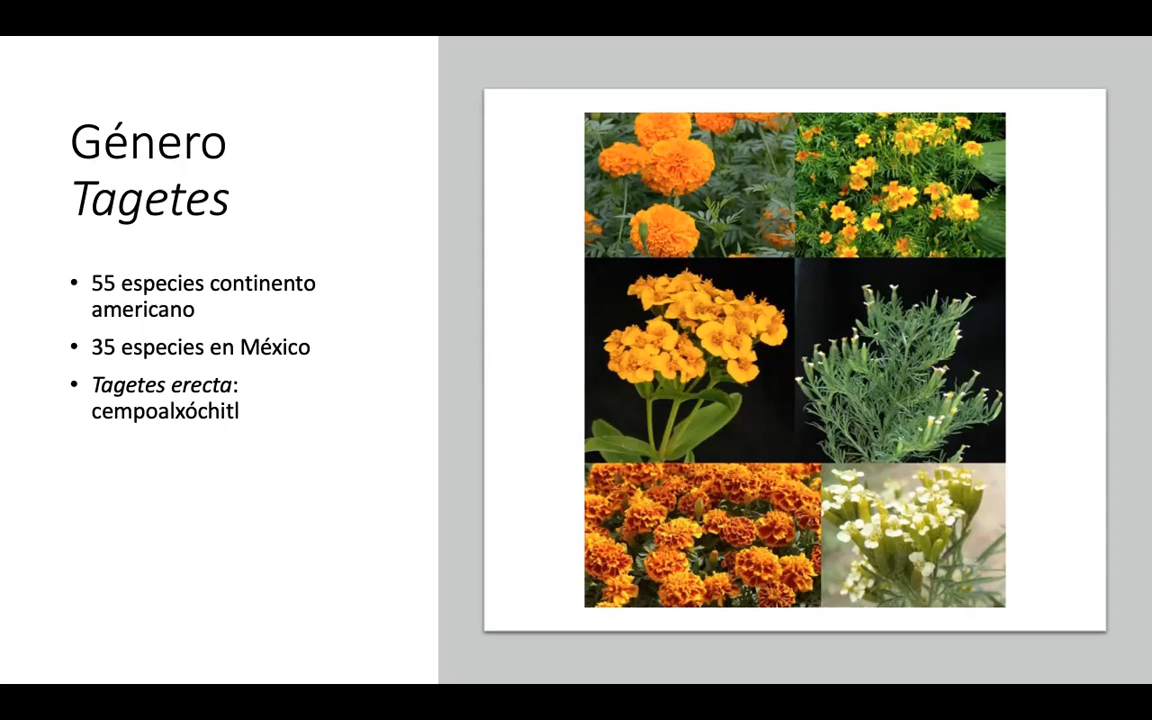 Género
Tagetes
• 55 especies continento
americano
• 35 especies en México
• Tagetes erecta:
cempoalxóchitl